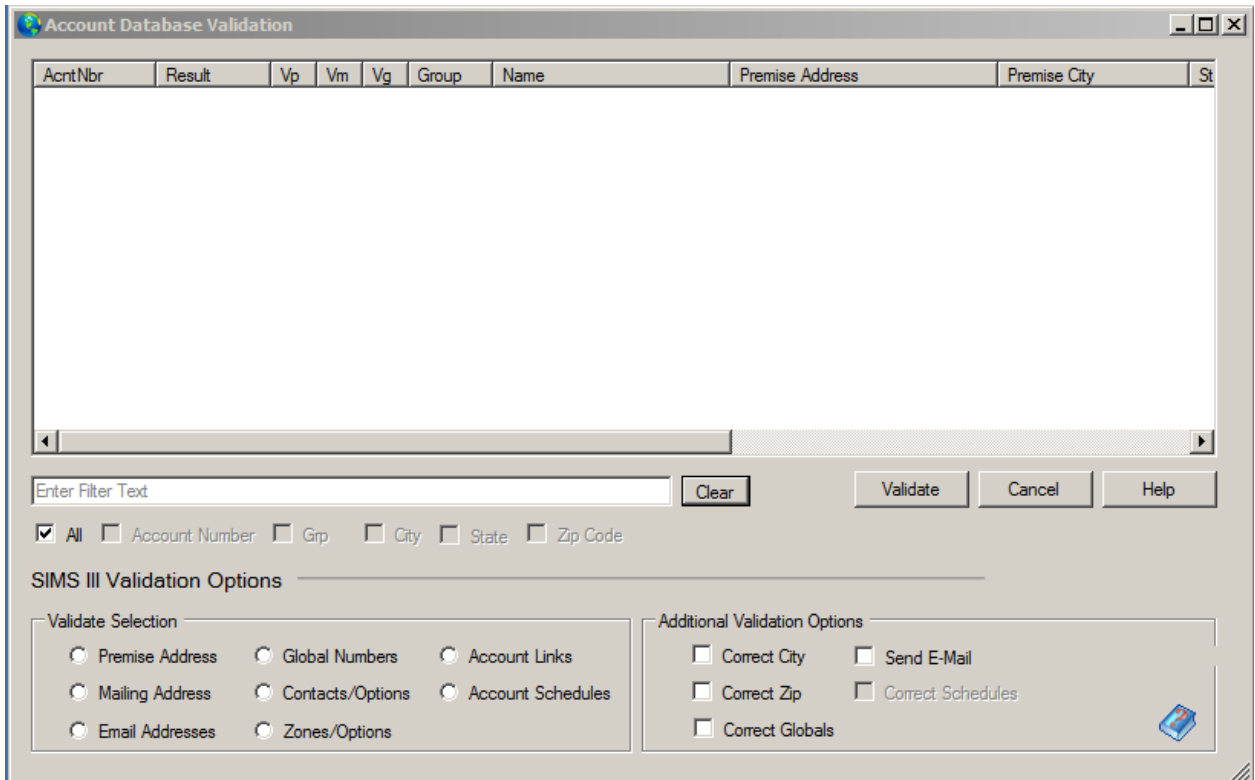 Account Database Validation
AcntNbr Result Vp Vm Vg Group Name Premise Address Premise City St
Enter Filter Text Clear Validate Cancel Help
All Account Number Grp City State Zip Code
SIMS III Validation Options
Validate Selection Additional Validation Options
Premise Address Global Numbers Account Links Correct City Send E-Mail
Mailing Address Contacts/Options Account Schedules Correct Zip Correct Schedules
Email Addresses Zones/Options Correct Globals